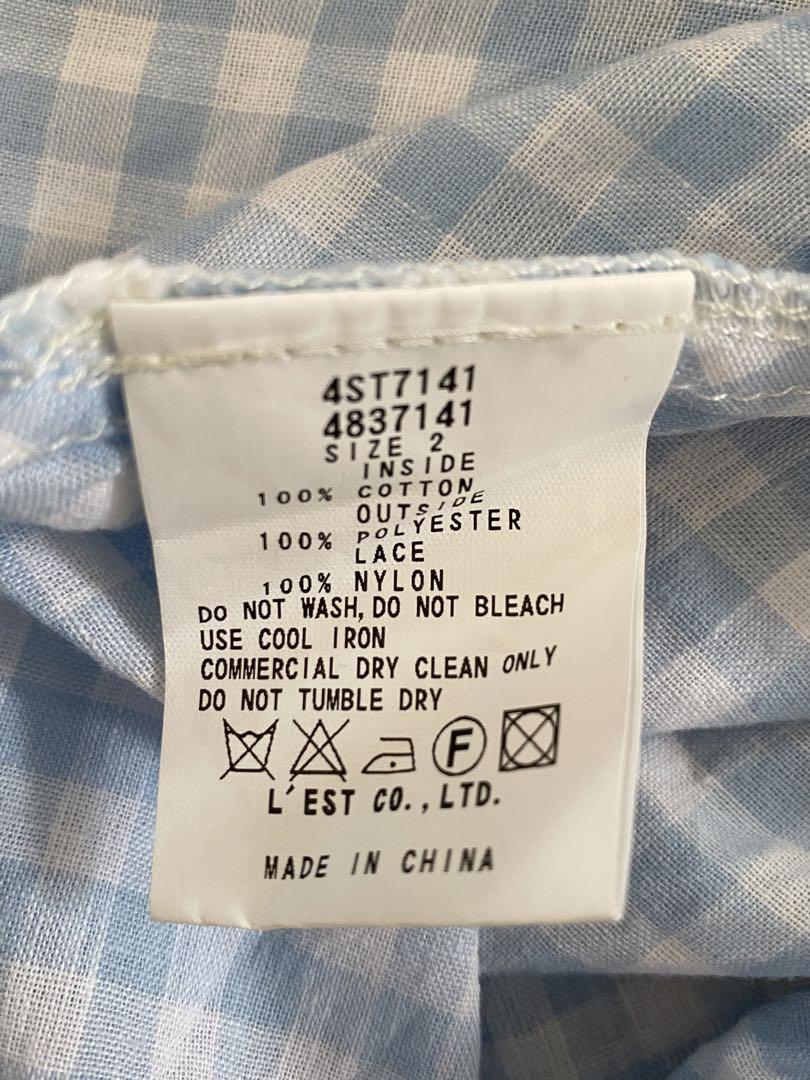 4ST7141
4837141
SIZE 2
INSIDE
100% COTTON
OUTSIDE
100% POLYESTER
LACE
100% NYLON
DO NOT WASH, DO NOT BLEACH
USE COOL IRON
COMMERCIAL DRY CLEAN ONLY
DO NOT TUMBLE DRY
F
L'EST CO., LTD.
MADE IN CHINA